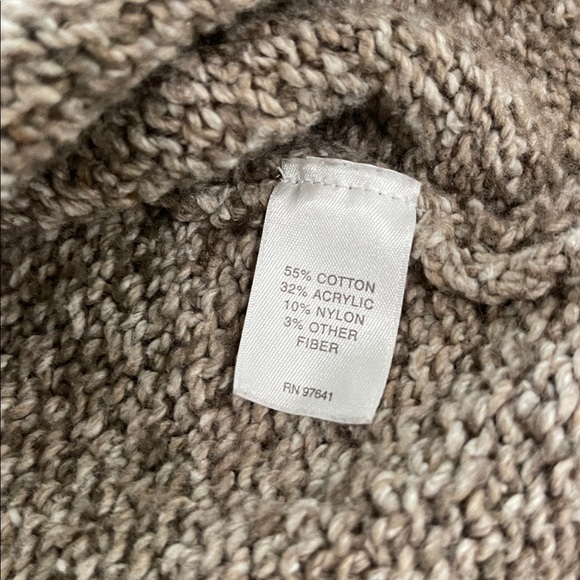 55% COTTON
32% ACRYLIC
10% NYLON
3% OTHER
FIBER
RN 97641